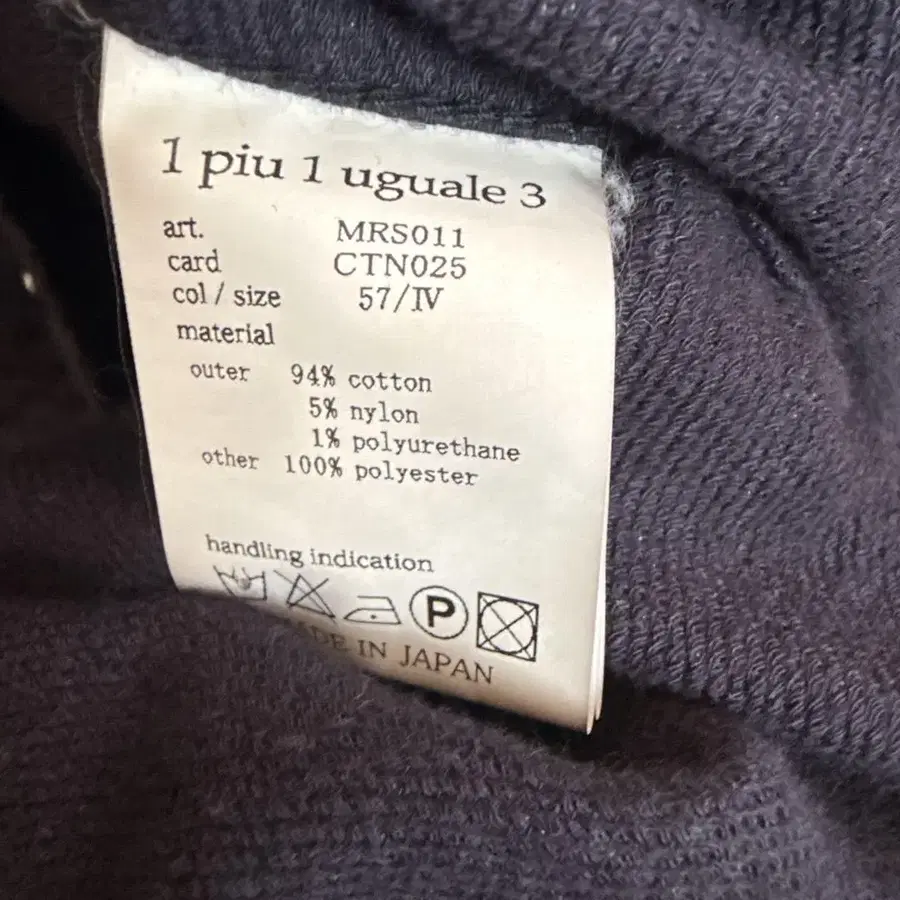 1 piu 1 uguale 3
art. MRS011
card CTN025
col / size 57/Ⅳ
material
outer 94% cotton
5% nylon
1% polyurethane
other 100% polyester
handling indication
P
IN JAPAN